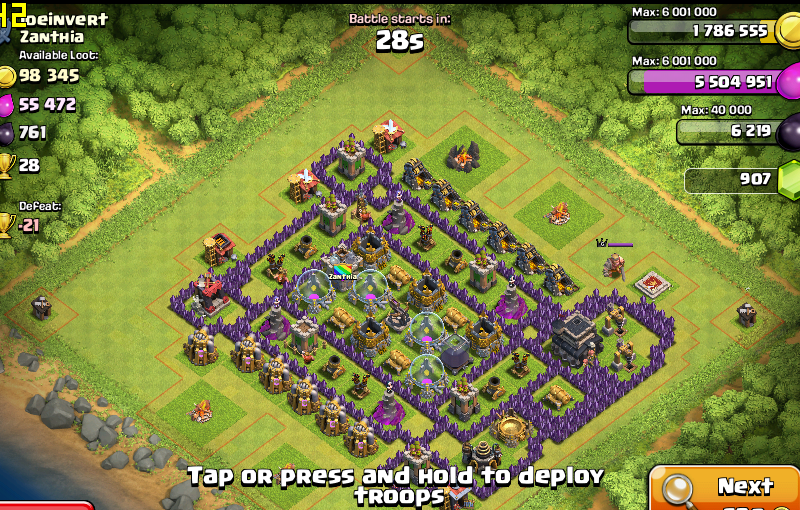 42
oeinvert
Zanthia
Available Loot:
98 345
55 472
761
28
Defeat:
-21
Battle starts in:
28s
Max: 6 001 000
1 786 555
Max: 6 001 000
5 504 951
Max: 40 000
6 219
907
Zanthia
Tap or press and hold to deploy
troops
Next